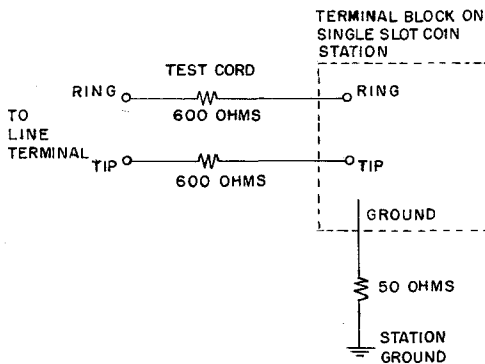 TERMINAL BLOCK ON
SINGLE SLOT COIN
STATION
TEST CORD
RING
RING
600 OHMS
TO
LINE
TERMINAL
TIP
TIP
600 OHMS
GROUND
50 OHMS
STATION
GROUND